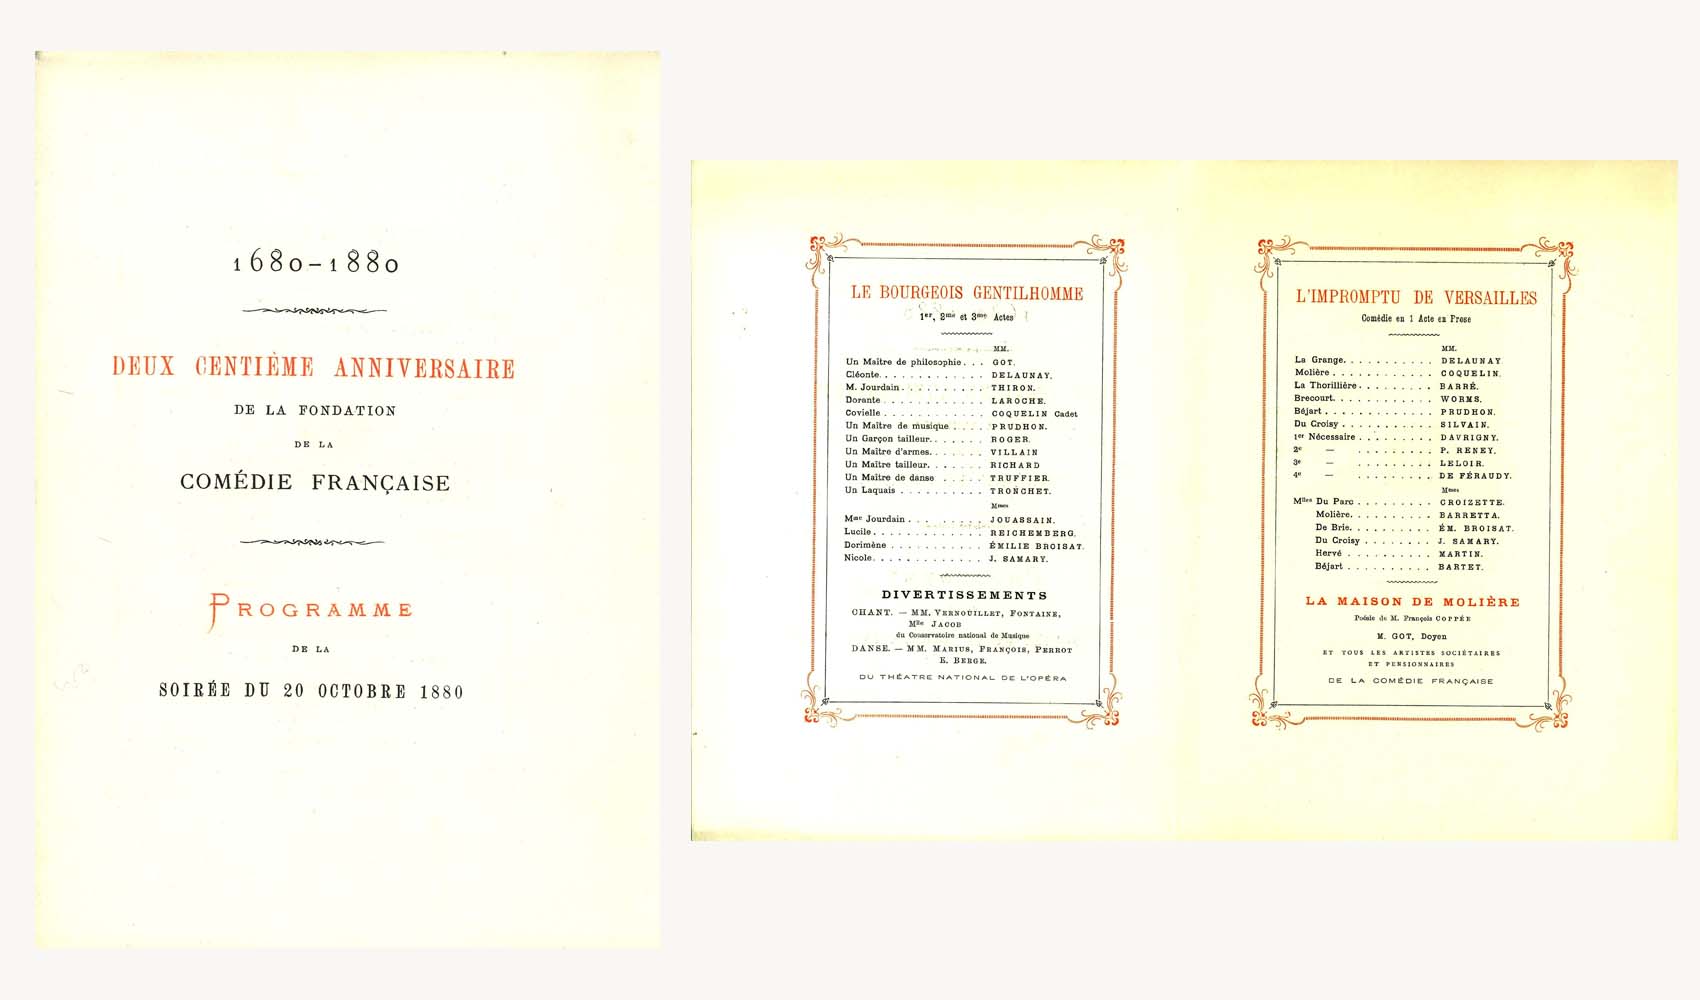 1680-1880
DEUX CENTIÈME ANNIVERSAIRE
DE LA FONDATION
DE LA
COMÉDIE FRANÇAISE
PROGRAMME
DE LA
SOIRÉE DU 20 OCTOBRE 1880
LE BOURGEOIS GENTILHOMME
1er, 2me et 3me Actes
MM.
Un Maître de philosophie . . . GOT.
Cléonte. . . . . . . . . . . . . DELAUNAY.
M. Jourdain . . . . . . . . . . THIRON.
Dorante . . . . . . . . . . . . LAROCHE.
Covielle . . . . . . . . . . . . COQUELIN Cadet
Un Maître de musique . . . . PRUDHON.
Un Garçon tailleur. . . . . . . ROGER.
Un Maître d'armes. . . . . . . VILLAIN
Un Maître tailleur. . . . . . . RICHARD
Un Maître de danse . . . . . TRUFFIER.
Un Laquais . . . . . . . . . . TRONCHET.
Mmes
Mme Jourdain . . . . . . . . JOUASSAIN.
Lucile . . . . . . . . . . . . . REICHEMBERG.
Dorimène . . . . . . . . . . . ÉMILIE BROISAT.
Nicole. . . . . . . . . . . . . J. SAMARY.
DIVERTISSEMENTS
CHANT. — MM. VERNOUILLET, FONTAINE,
Mlle JACOB
du Conservatoire national de Musique
DANSE. — MM. MARIUS, FRANÇOIS, PERROT
E. BERGE.
DU THÉATRE NATIONAL DE L'OPÉRA
L'IMPROMPTU DE VERSAILLES
Comédie en 1 Acte en Prose
MM.
La Grange. . . . . . . . . . . DELAUNAY
Molière . . . . . . . . . . . . COQUELIN.
La Thorillière . . . . . . . . . BARRÉ.
Brecourt. . . . . . . . . . . . WORMS.
Béjart . . . . . . . . . . . . . PRUDHON.
Du Croisy . . . . . . . . . . . SILVAIN.
1er Nécessaire . . . . . . . . . DAVRIGNY.
2e — . . . . . . . . . P. RENEY.
3e — . . . . . . . . . LELOIR.
4e — . . . . . . . . . DE FÉRAUDY.
Mmes
Mlles Du Parc . . . . . . . . . CROIZETTE.
Molière. . . . . . . . . . BARRETTA.
De Brie. . . . . . . . . . ÉM. BROISAT.
Du Croisy . . . . . . . . J. SAMARY.
Hervé . . . . . . . . . . MARTIN.
Béjart . . . . . . . . . . BARTET.
LA MAISON DE MOLIÈRE
Poésie de M. François COPPÉE
M. GOT, Doyen
ET TOUS LES ARTISTES SOCIÉTAIRES
ET PENSIONNAIRES
DE LA COMÉDIE FRANÇAISE